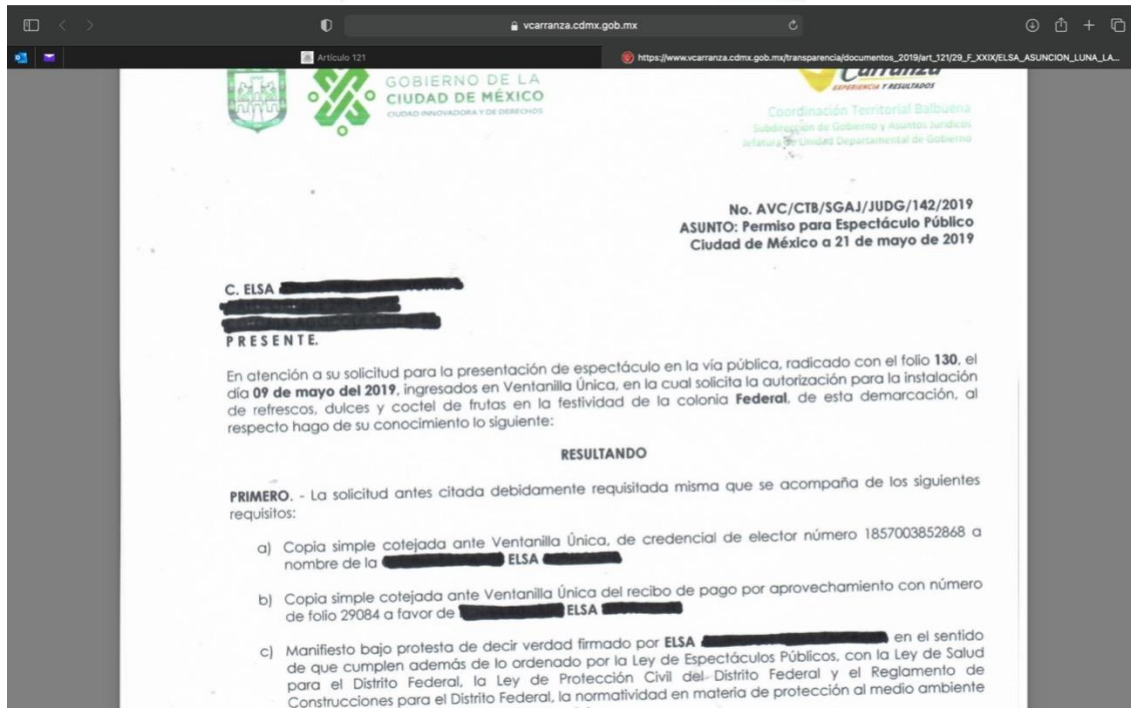 vcarranza.cdmx.gob.mx
Artículo 121
https://www.vcarranza.cdmx.gob.mx/transparencia/documentos_2019/art_121/29_F_XXIX/ELSA_ASUNCION_LUNA_LA...
GOBIERNO DE LA
CIUDAD DE MÉXICO
CIUDAD INNOVADORA Y DE DERECHOS
Carranza
EXPERIENCIA Y RESULTADOS
Coordinación Territorial Balbuena
Subdirección de Gobierno y Asuntos Jurídicos
Jefatura de Unidad Departamental de Gobierno
No. AVC/CTB/SGAJ/JUDG/142/2019
ASUNTO: Permiso para Espectáculo Público
Ciudad de México a 21 de mayo de 2019
C. ELSA
P R E S E N T E.
En atención a su solicitud para la presentación de espectáculo en la vía pública, radicado con el folio 130, el
día 09 de mayo del 2019, ingresados en Ventanilla Única, en la cual solicita la autorización para la instalación
de refrescos, dulces y coctel de frutas en la festividad de la colonia Federal, de esta demarcación, al
respecto hago de su conocimiento lo siguiente:
RESULTANDO
PRIMERO. - La solicitud antes citada debidamente requisitada misma que se acompaña de los siguientes
requisitos:
a) Copia simple cotejada ante Ventanilla Única, de credencial de elector número 1857003852868 a
nombre de la ELSA
b) Copia simple cotejada ante Ventanilla Única del recibo de pago por aprovechamiento con número
de folio 29084 a favor de ELSA
c) Manifiesto bajo protesta de decir verdad firmado por ELSA en el sentido
de que cumplen además de lo ordenado por la Ley de Espectáculos Públicos, con la Ley de Salud
para el Distrito Federal, la Ley de Protección Civil del Distrito Federal y el Reglamento de
Construcciones para el Distrito Federal, la normatividad en materia de protección al medio ambiente